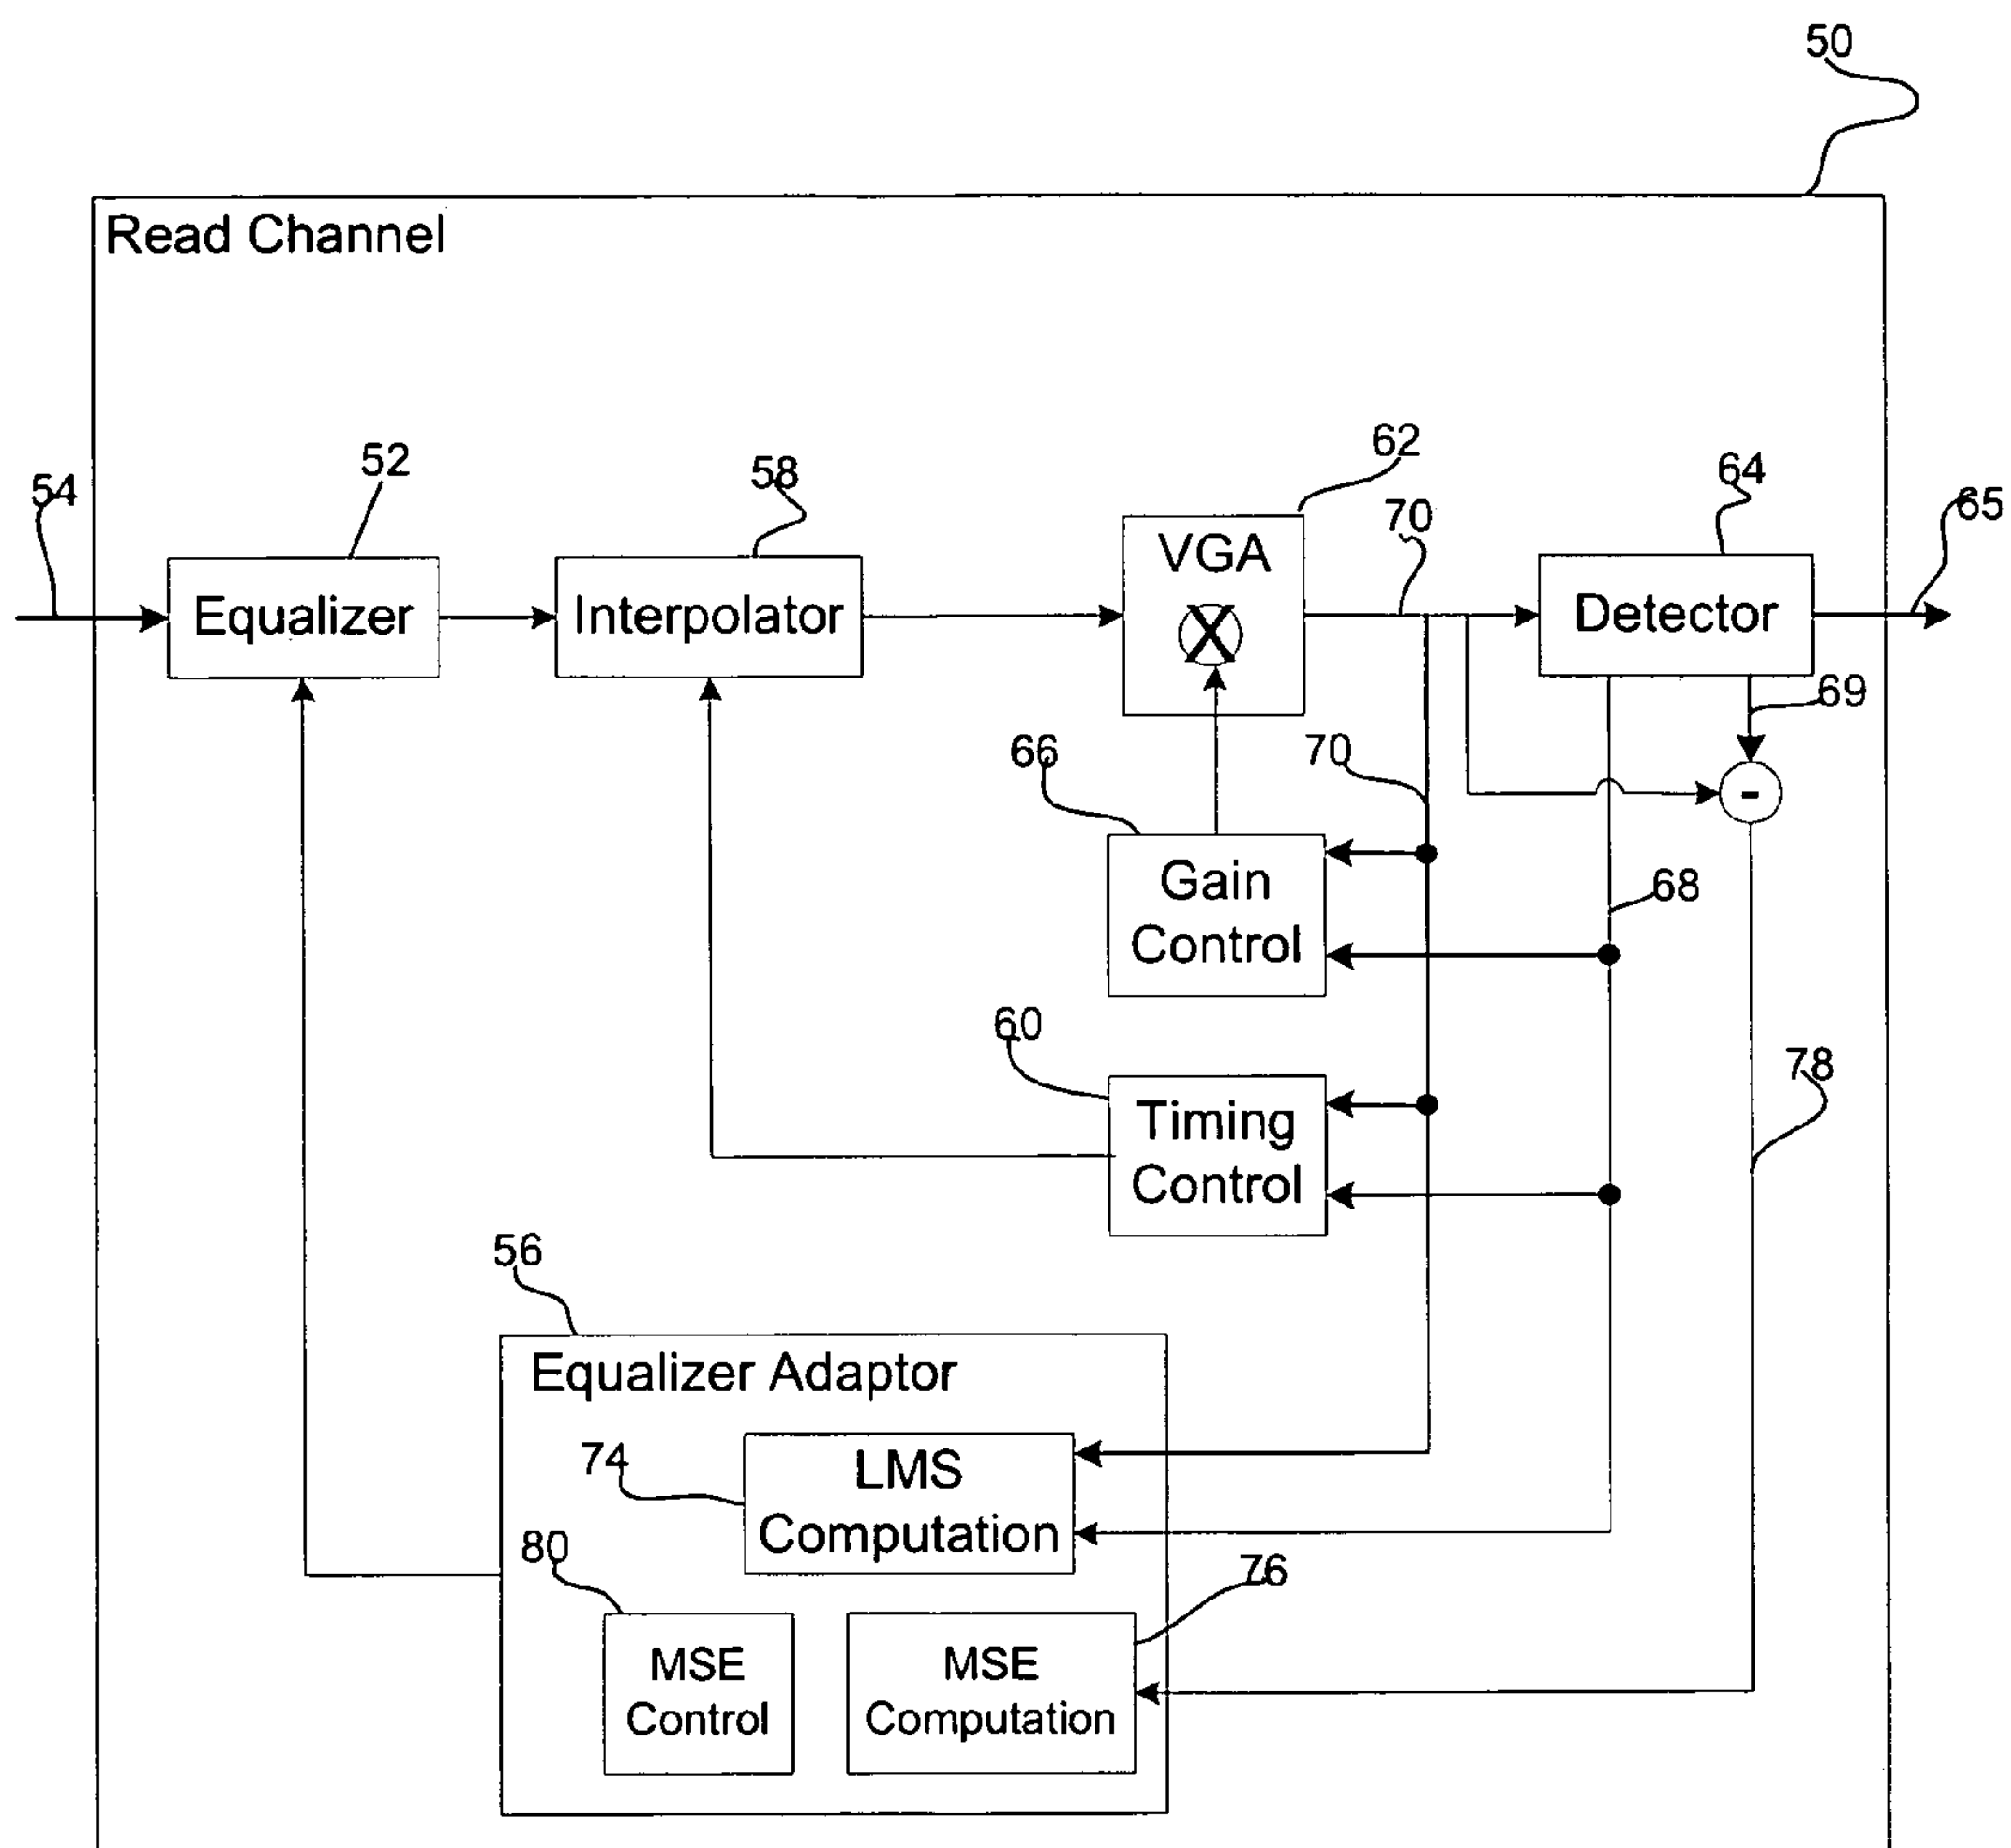 50
Read Channel
54
52
58
62
70
64
65
Equalizer
Interpolator
VGA
X
Detector
69
66
70
-
Gain
Control
68
60
78
Timing
Control
56
Equalizer Adaptor
74
LMS
Computation
80
76
MSE
Control
MSE
Computation